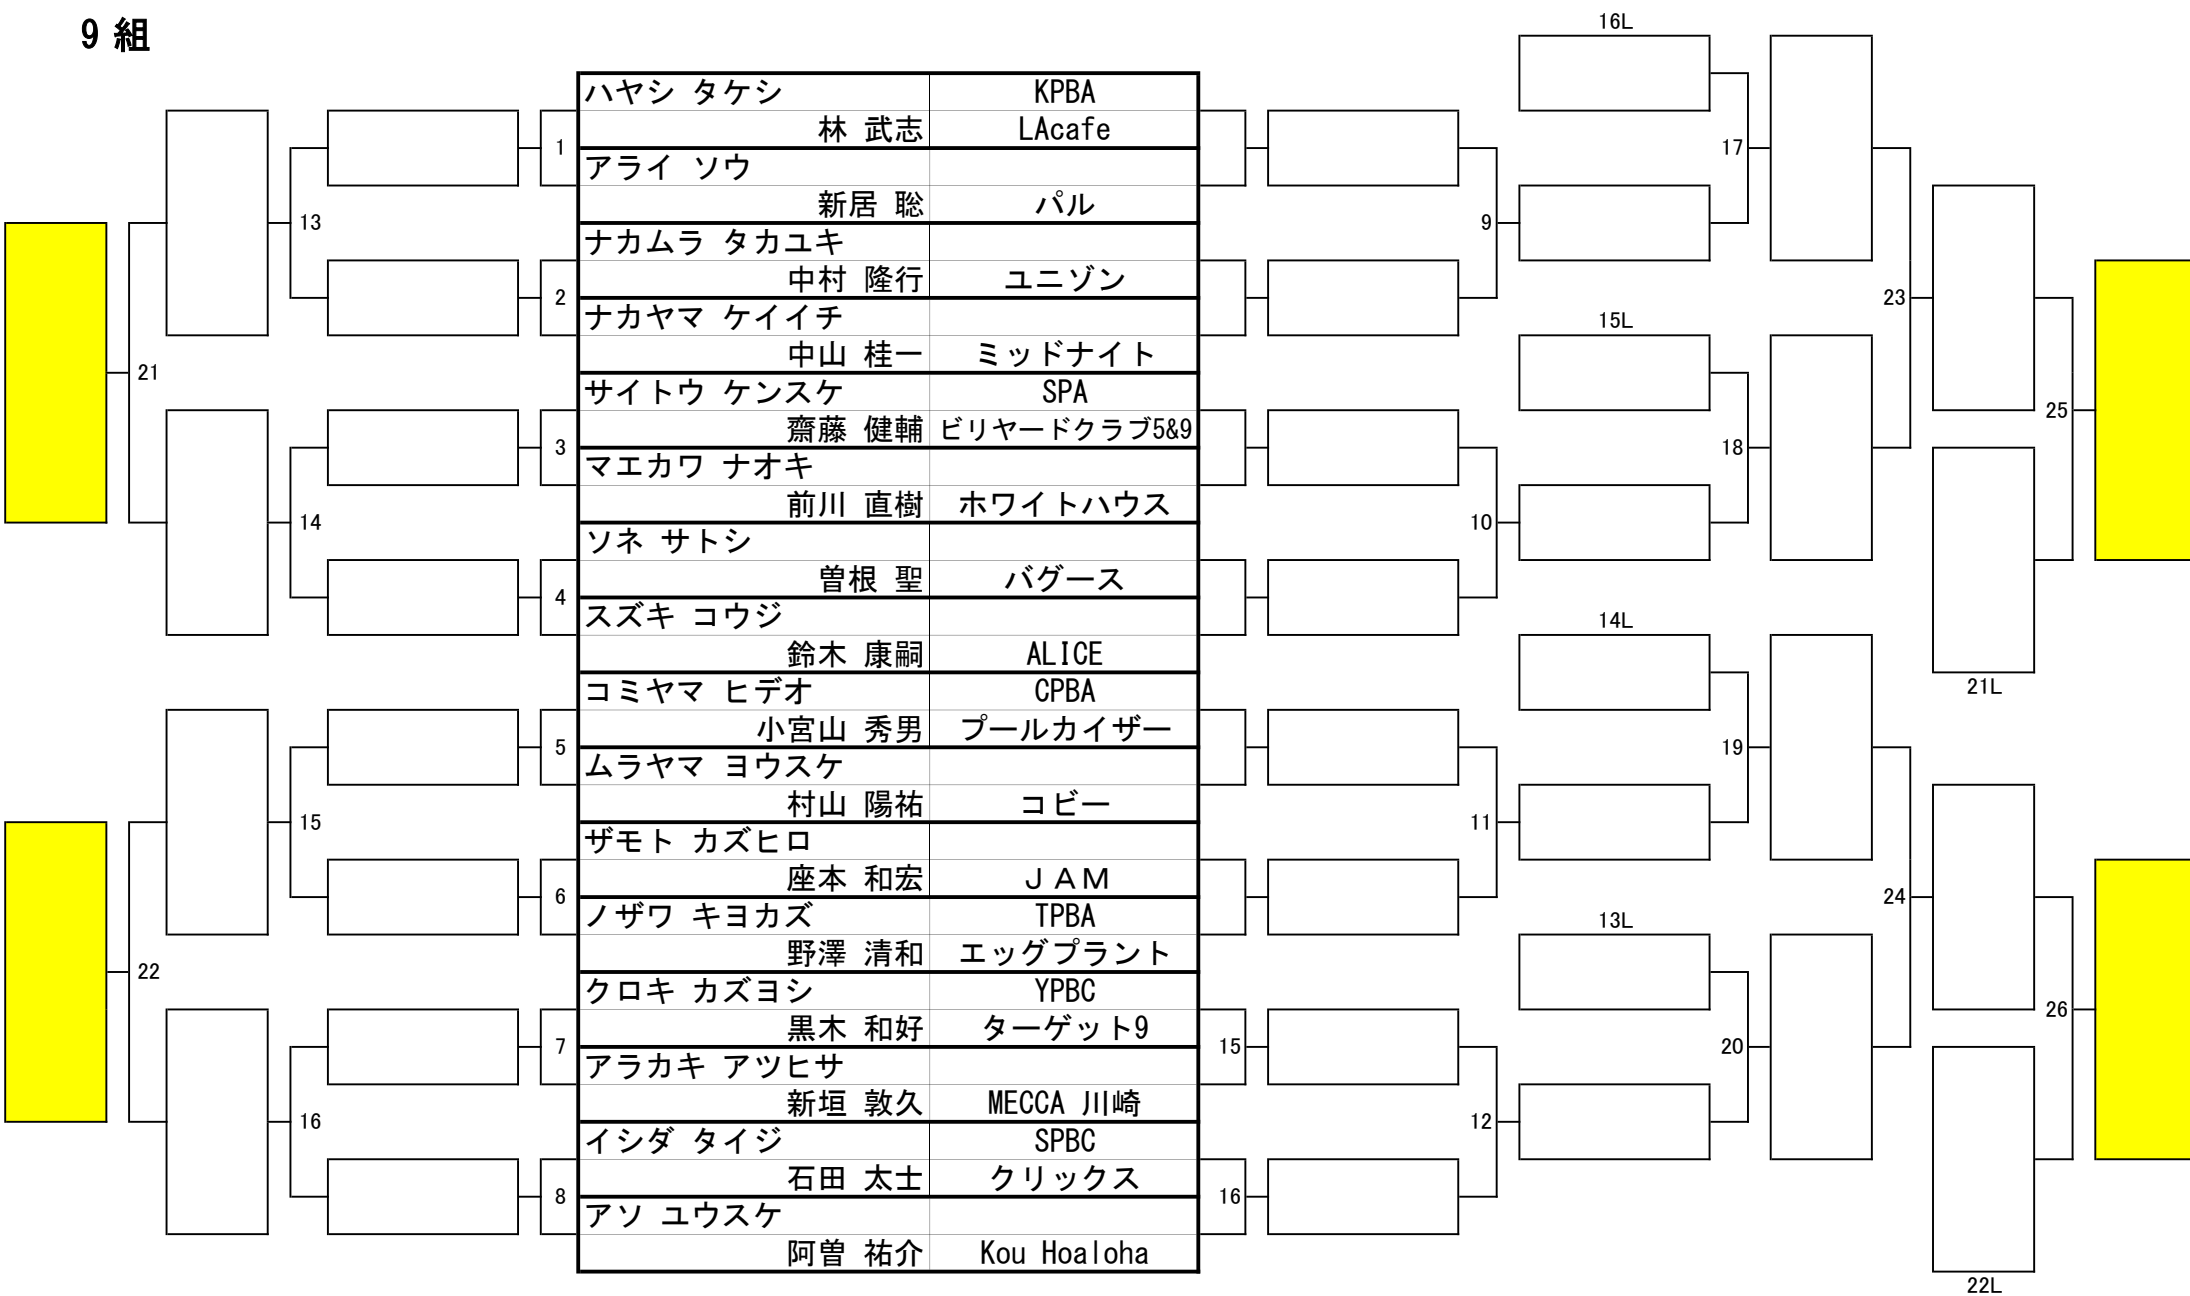 9 組
16L
ハヤシ タケシ KPBA
林 武志 LAcafe
1
17
アライ ソウ
新居 聡 パル
13
9
ナカムラ タカユキ
中村 隆行 ユニゾン
2
23
ナカヤマ ケイイチ
15L
中山 桂一 ミッドナイト
21
サイトウ ケンスケ SPA
25
齋藤 健輔 ビリヤードクラブ5&9
3
18
マエカワ ナオキ
前川 直樹 ホワイトハウス
14
10
ソネ サトシ
曽根 聖 バグース
4
スズキ コウジ
14L
鈴木 康嗣 ALICE
21L
コミヤマ ヒデオ CPBA
小宮山 秀男 プールカイザー
5
19
ムラヤマ ヨウスケ
村山 陽祐 コビー
15
11
ザモト カズヒロ
座本 和宏 ＪＡＭ
6
24
ノザワ キヨカズ TPBA
13L
野澤 清和 エッグプラント
22
クロキ カズヨシ YPBC
26
黒木 和好 ターゲット9
7
15
20
アラカキ アツヒサ
新垣 敦久 MECCA 川崎
16
12
イシダ タイジ SPBC
石田 太士 クリックス
8
16
アソ ユウスケ
阿曽 祐介 Kou Hoaloha
22L